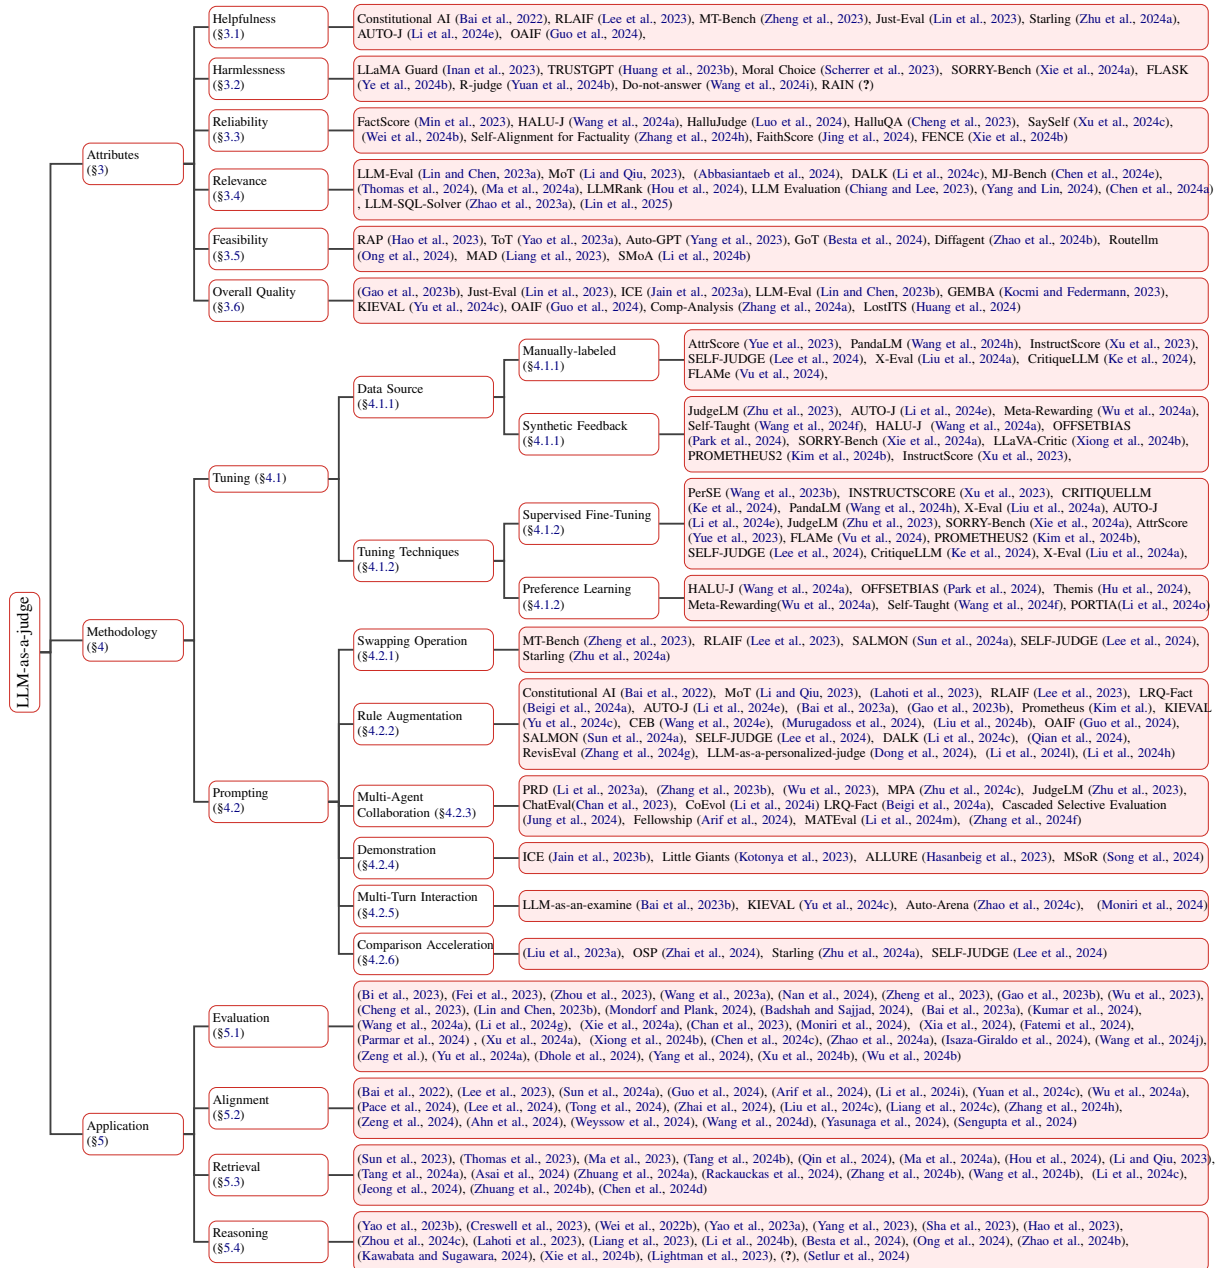 LLM-as-a-judge
Attributes
(§3)
Helpfulness
(§3.1)
Constitutional AI (Bai et al., 2022), RLAIF (Lee et al., 2023), MT-Bench (Zheng et al., 2023), Just-Eval (Lin et al., 2023), Starling (Zhu et al., 2024a),
AUTO-J (Li et al., 2024e), OAIF (Guo et al., 2024),
Harmlessness
(§3.2)
LLaMA Guard (Inan et al., 2023), TRUSTGPT (Huang et al., 2023b), Moral Choice (Scherrer et al., 2023), SORRY-Bench (Xie et al., 2024a), FLASK
(Ye et al., 2024b), R-judge (Yuan et al., 2024b), Do-not-answer (Wang et al., 2024i), RAIN (?)
Reliability
(§3.3)
FactScore (Min et al., 2023), HALU-J (Wang et al., 2024a), HalluJudge (Luo et al., 2024), HalluQA (Cheng et al., 2023), SaySelf (Xu et al., 2024c),
(Wei et al., 2024b), Self-Alignment for Factuality (Zhang et al., 2024h), FaithScore (Jing et al., 2024), FENCE (Xie et al., 2024b)
Relevance
(§3.4)
LLM-Eval (Lin and Chen, 2023a), MoT (Li and Qiu, 2023), (Abbasiantaeb et al., 2024), DALK (Li et al., 2024c), MJ-Bench (Chen et al., 2024e),
(Thomas et al., 2024), (Ma et al., 2024a), LLMRank (Hou et al., 2024), LLM Evaluation (Chiang and Lee, 2023), (Yang and Lin, 2024), (Chen et al., 2024a)
, LLM-SQL-Solver (Zhao et al., 2023a), (Lin et al., 2025)
Feasibility
(§3.5)
RAP (Hao et al., 2023), ToT (Yao et al., 2023a), Auto-GPT (Yang et al., 2023), GoT (Besta et al., 2024), Diffagent (Zhao et al., 2024b), Routellm
(Ong et al., 2024), MAD (Liang et al., 2023), SMoA (Li et al., 2024b)
Overall Quality
(§3.6)
(Gao et al., 2023b), Just-Eval (Lin et al., 2023), ICE (Jain et al., 2023a), LLM-Eval (Lin and Chen, 2023b), GEMBA (Kocmi and Federmann, 2023),
KIEVAL (Yu et al., 2024c), OAIF (Guo et al., 2024), Comp-Analysis (Zhang et al., 2024a), LostITS (Huang et al., 2024)
Methodology
(§4)
Tuning (§4.1)
Data Source
(§4.1.1)
Manually-labeled
(§4.1.1)
AttrScore (Yue et al., 2023), PandaLM (Wang et al., 2024h), InstructScore (Xu et al., 2023),
SELF-JUDGE (Lee et al., 2024), X-Eval (Liu et al., 2024a), CritiqueLLM (Ke et al., 2024),
FLAMe (Vu et al., 2024),
Synthetic Feedback
(§4.1.1)
JudgeLM (Zhu et al., 2023), AUTO-J (Li et al., 2024e), Meta-Rewarding (Wu et al., 2024a),
Self-Taught (Wang et al., 2024f), HALU-J (Wang et al., 2024a), OFFSETBIAS
(Park et al., 2024), SORRY-Bench (Xie et al., 2024a), LLaVA-Critic (Xiong et al., 2024b),
PROMETHEUS2 (Kim et al., 2024b), InstructScore (Xu et al., 2023),
Tuning Techniques
(§4.1.2)
Supervised Fine-Tuning
(§4.1.2)
PerSE (Wang et al., 2023b), INSTRUCTSCORE (Xu et al., 2023), CRITIQUELLM
(Ke et al., 2024), PandaLM (Wang et al., 2024h), X-Eval (Liu et al., 2024a), AUTO-J
(Li et al., 2024e), JudgeLM (Zhu et al., 2023), SORRY-Bench (Xie et al., 2024a), AttrScore
(Yue et al., 2023), FLAMe (Vu et al., 2024), PROMETHEUS2 (Kim et al., 2024b),
SELF-JUDGE (Lee et al., 2024), CritiqueLLM (Ke et al., 2024), X-Eval (Liu et al., 2024a),
Preference Learning
(§4.1.2)
HALU-J (Wang et al., 2024a), OFFSETBIAS (Park et al., 2024), Themis (Hu et al., 2024),
Meta-Rewarding(Wu et al., 2024a), Self-Taught (Wang et al., 2024f), PORTIA(Li et al., 2024o)
Prompting
(§4.2)
Swapping Operation
(§4.2.1)
MT-Bench (Zheng et al., 2023), RLAIF (Lee et al., 2023), SALMON (Sun et al., 2024a), SELF-JUDGE (Lee et al., 2024),
Starling (Zhu et al., 2024a)
Rule Augmentation
(§4.2.2)
Constitutional AI (Bai et al., 2022), MoT (Li and Qiu, 2023), (Lahoti et al., 2023), RLAIF (Lee et al., 2023), LRQ-Fact
(Beigi et al., 2024a), AUTO-J (Li et al., 2024e), (Bai et al., 2023a), (Gao et al., 2023b), Prometheus (Kim et al.), KIEVAL
(Yu et al., 2024c), CEB (Wang et al., 2024e), (Murugadoss et al., 2024), (Liu et al., 2024b), OAIF (Guo et al., 2024),
SALMON (Sun et al., 2024a), SELF-JUDGE (Lee et al., 2024), DALK (Li et al., 2024c), (Qian et al., 2024),
RevisEval (Zhang et al., 2024g), LLM-as-a-personalized-judge (Dong et al., 2024), (Li et al., 2024l), (Li et al., 2024h)
Multi-Agent
Collaboration (§4.2.3)
PRD (Li et al., 2023a), (Zhang et al., 2023b), (Wu et al., 2023), MPA (Zhu et al., 2024c), JudgeLM (Zhu et al., 2023),
ChatEval(Chan et al., 2023), CoEvol (Li et al., 2024i) LRQ-Fact (Beigi et al., 2024a), Cascaded Selective Evaluation
(Jung et al., 2024), Fellowship (Arif et al., 2024), MATEval (Li et al., 2024m), (Zhang et al., 2024f)
Demonstration
(§4.2.4)
ICE (Jain et al., 2023b), Little Giants (Kotonya et al., 2023), ALLURE (Hasanbeig et al., 2023), MSoR (Song et al., 2024)
Multi-Turn Interaction
(§4.2.5)
LLM-as-an-examine (Bai et al., 2023b), KIEVAL (Yu et al., 2024c), Auto-Arena (Zhao et al., 2024c), (Moniri et al., 2024)
Comparison Acceleration
(§4.2.6)
(Liu et al., 2023a), OSP (Zhai et al., 2024), Starling (Zhu et al., 2024a), SELF-JUDGE (Lee et al., 2024)
Application
(§5)
Evaluation
(§5.1)
(Bi et al., 2023), (Fei et al., 2023), (Zhou et al., 2023), (Wang et al., 2023a), (Nan et al., 2024), (Zheng et al., 2023), (Gao et al., 2023b), (Wu et al., 2023),
(Cheng et al., 2023), (Lin and Chen, 2023b), (Mondorf and Plank, 2024), (Badshah and Sajjad, 2024), (Bai et al., 2023a), (Kumar et al., 2024),
(Wang et al., 2024a), (Li et al., 2024g), (Xie et al., 2024a), (Chan et al., 2023), (Moniri et al., 2024), (Xia et al., 2024), (Fatemi et al., 2024),
(Parmar et al., 2024) , (Xu et al., 2024a), (Xiong et al., 2024b), (Chen et al., 2024c), (Zhao et al., 2024a), (Isaza-Giraldo et al., 2024), (Wang et al., 2024j),
(Zeng et al.), (Yu et al., 2024a), (Dhole et al., 2024), (Yang et al., 2024), (Xu et al., 2024b), (Wu et al., 2024b)
Alignment
(§5.2)
(Bai et al., 2022), (Lee et al., 2023), (Sun et al., 2024a), (Guo et al., 2024), (Arif et al., 2024), (Li et al., 2024i), (Yuan et al., 2024c), (Wu et al., 2024a),
(Pace et al., 2024), (Lee et al., 2024), (Tong et al., 2024), (Zhai et al., 2024), (Liu et al., 2024c), (Liang et al., 2024c), (Zhang et al., 2024h),
(Zeng et al., 2024), (Ahn et al., 2024), (Weyssow et al., 2024), (Wang et al., 2024d), (Yasunaga et al., 2024), (Sengupta et al., 2024)
Retrieval
(§5.3)
(Sun et al., 2023), (Thomas et al., 2023), (Ma et al., 2023), (Tang et al., 2024b), (Qin et al., 2024), (Ma et al., 2024a), (Hou et al., 2024), (Li and Qiu, 2023),
(Tang et al., 2024a), (Asai et al., 2024) (Zhuang et al., 2024a), (Rackauckas et al., 2024), (Zhang et al., 2024b), (Wang et al., 2024b), (Li et al., 2024c),
(Jeong et al., 2024), (Zhuang et al., 2024b), (Chen et al., 2024d)
Reasoning
(§5.4)
(Yao et al., 2023b), (Creswell et al., 2023), (Wei et al., 2022b), (Yao et al., 2023a), (Yang et al., 2023), (Sha et al., 2023), (Hao et al., 2023),
(Zhou et al., 2024c), (Lahoti et al., 2023), (Liang et al., 2023), (Li et al., 2024b), (Besta et al., 2024), (Ong et al., 2024), (Zhao et al., 2024b),
(Kawabata and Sugawara, 2024), (Xie et al., 2024b), (Lightman et al., 2023), (?), (Setlur et al., 2024)